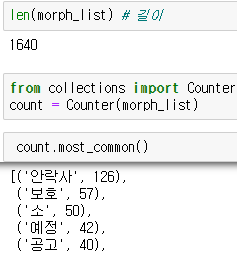 len(morph_list) # 길이
1640
from collections import Counter
count = Counter(morph_list)
count.most_common()
[('안락사', 126),
('보호', 57),
('소', 50),
('예정', 42),
('공고', 40),